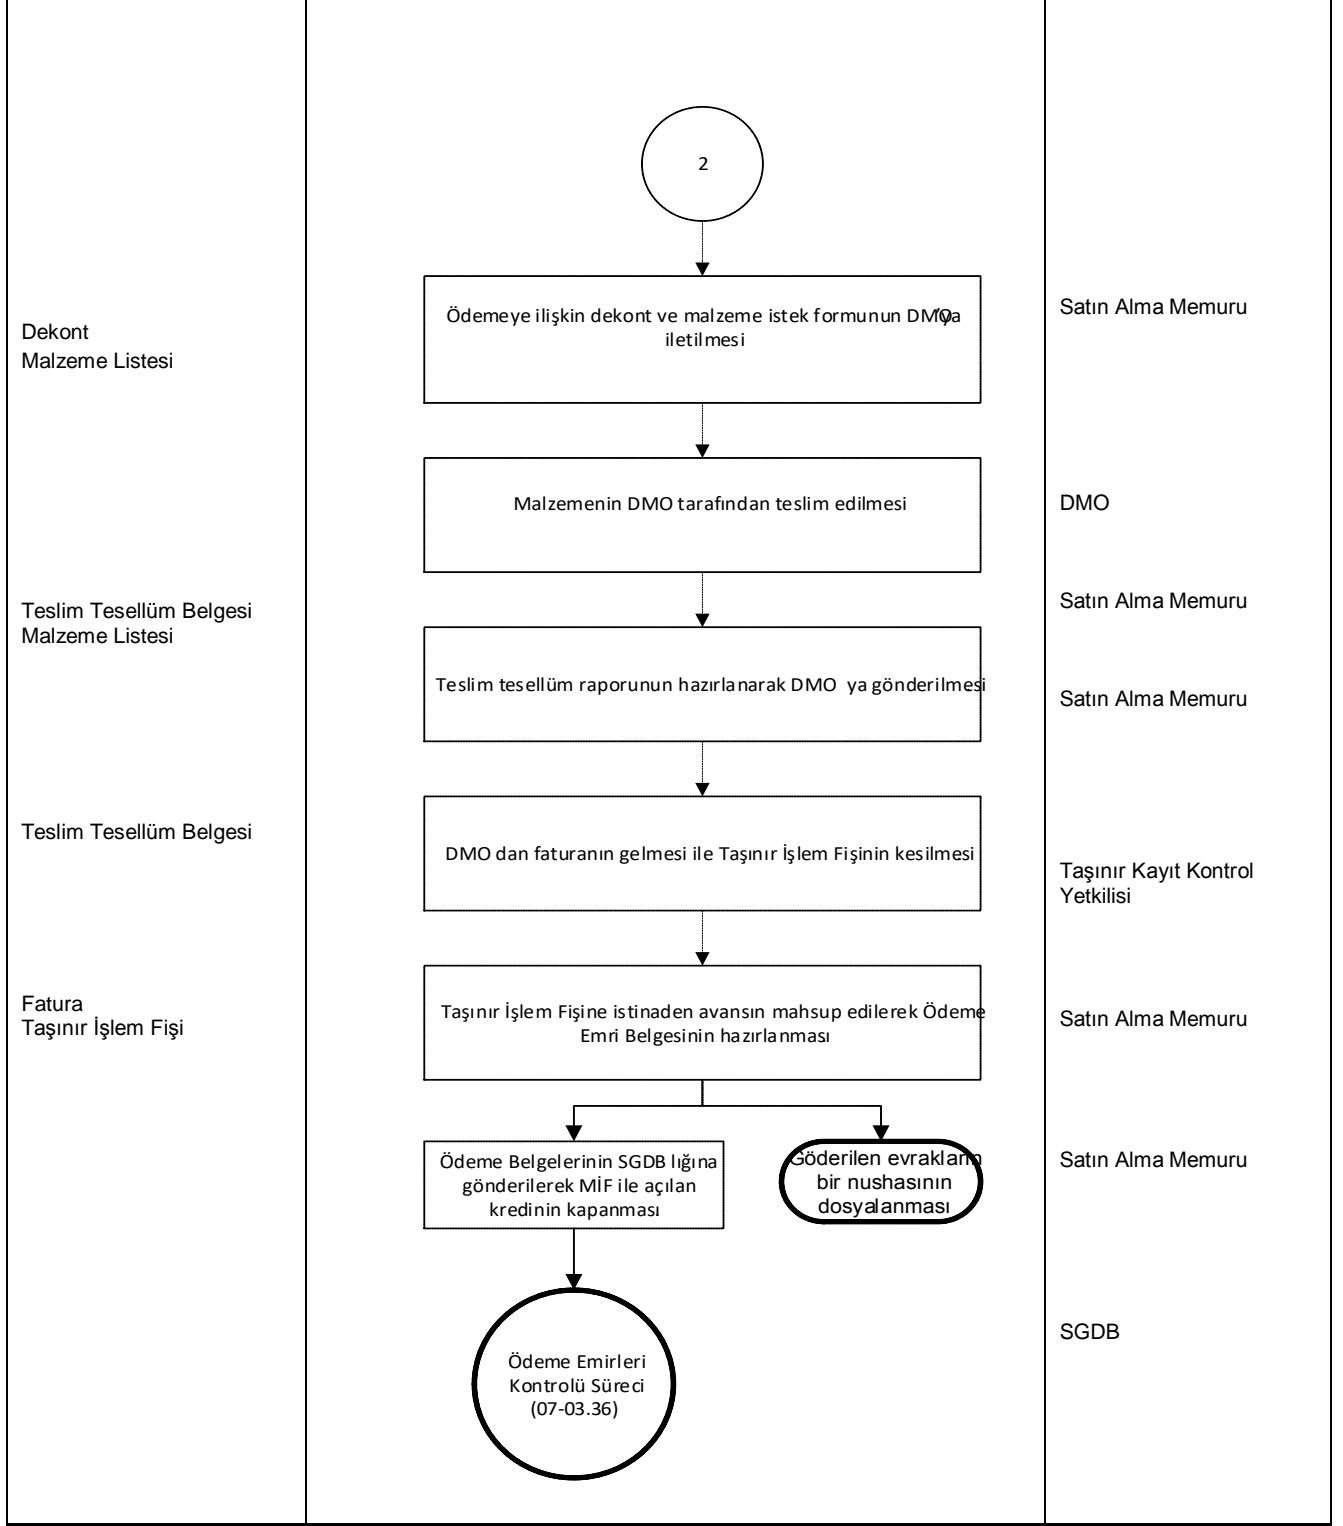 2
Ödemeye ilişkin dekont ve malzeme istek formunun DMO'ya
iletilmesi
Satın Alma Memuru
Dekont
Malzeme Listesi
Malzemenin DMO tarafından teslim edilmesi
DMO
Teslim Tesellüm Belgesi
Malzeme Listesi
Satın Alma Memuru
Teslim tesellüm raporunun hazırlanarak DMO ya gönderilmesi
Satın Alma Memuru
Teslim Tesellüm Belgesi
DMO dan faturanın gelmesi ile Taşınır İşlem Fişinin kesilmesi
Taşınır Kayıt Kontrol
Yetkilisi
Fatura
Taşınır İşlem Fişi
Taşınır İşlem Fişine istinaden avansın mahsup edilerek Ödeme
Emri Belgesinin hazırlanması
Satın Alma Memuru
Ödeme Belgelerinin SGDB lığına
gönderilerek MİF ile açılan
kredinin kapanması
Göderilen evrakların
bir nushasının
dosyalanması
Satın Alma Memuru
Ödeme Emirleri
Kontrolü Süreci
(07-03.36)
SGDB